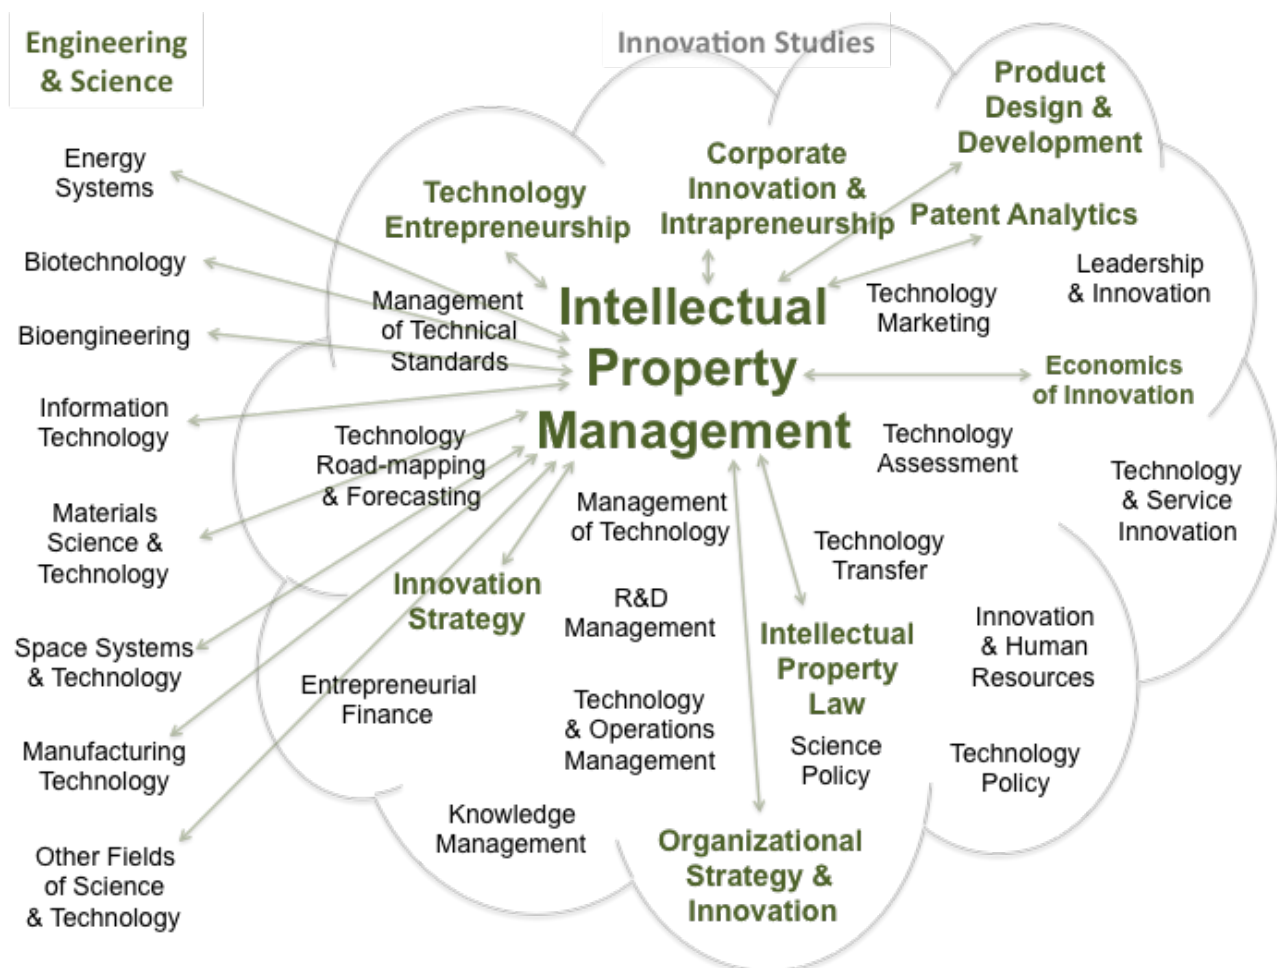 Engineering
& Science
Energy
Systems
Biotechnology
Bioengineering
Information
Technology
Materials
Science &
Technology
Space Systems
& Technology
Manufacturing
Technology
Other Fields
of Science
& Technology
Innovation Studies
Product
Design &
Development
Corporate
Innovation &
Intrapreneurship
Technology
Entrepreneurship
Patent Analytics
Leadership
& Innovation
Management
of Technical
Standards
Intellectual
Property
Management
Technology
Marketing
Economics
of Innovation
Technology
Road-mapping
& Forecasting
Technology
Assessment
Technology
& Service
Innovation
Management
of Technology
Technology
Transfer
Innovation
Strategy
R&D
Management
Intellectual
Property
Law
Innovation
& Human
Resources
Entrepreneurial
Finance
Technology
& Operations
Management
Science
Policy
Technology
Policy
Knowledge
Management
Organizational
Strategy &
Innovation